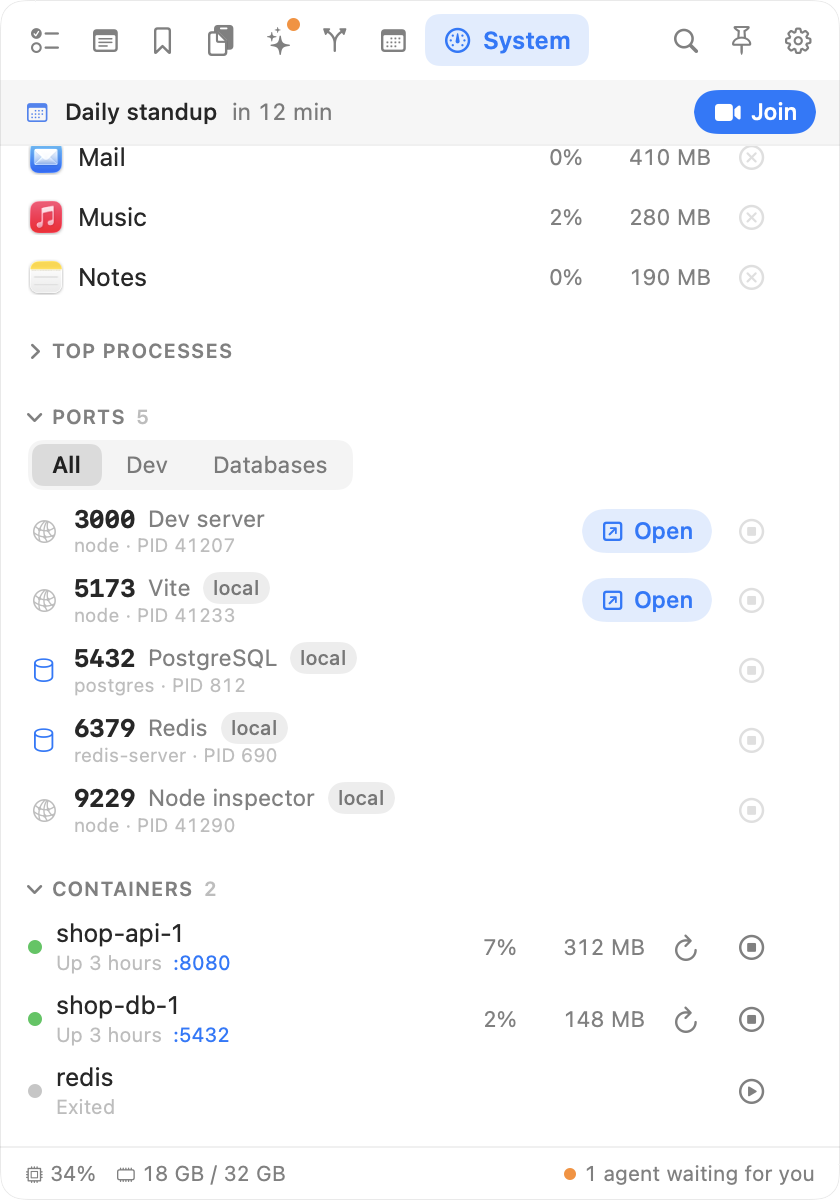 System
Daily standup in 12 min Join
Mail 0% 410 MB
Music 2% 280 MB
Notes 0% 190 MB
TOP PROCESSES
PORTS 5
All Dev Databases
3000 Dev server Open
node · PID 41207
5173 Vite local Open
node · PID 41233
5432 PostgreSQL local
postgres · PID 812
6379 Redis local
redis-server · PID 690
9229 Node inspector local
node · PID 41290
CONTAINERS 2
shop-api-1 7% 312 MB
Up 3 hours :8080
shop-db-1 2% 148 MB
Up 3 hours :5432
redis
Exited
34% 18 GB / 32 GB 1 agent waiting for you